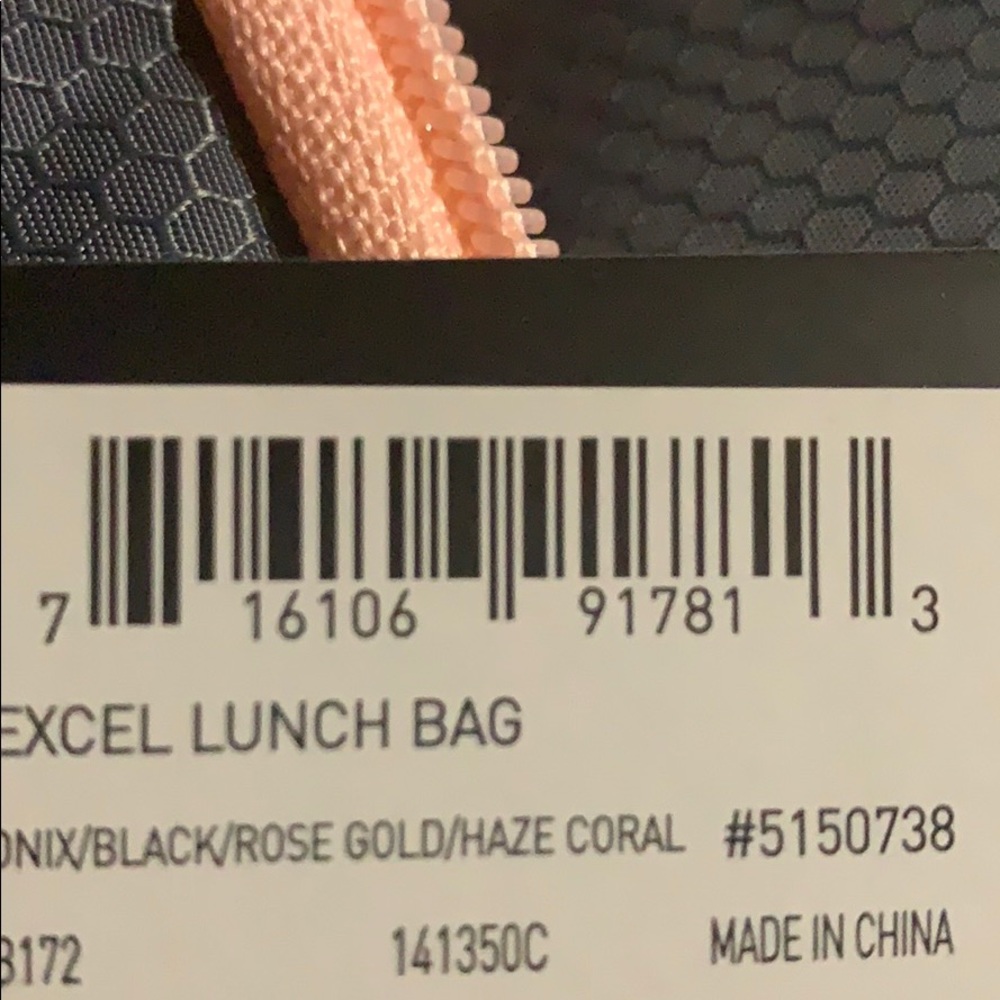 7 16106 91781 3
EXCEL LUNCH BAG
ONIX/BLACK/ROSE GOLD/HAZE CORAL #5150738
3172 141350C MADE IN CHINA